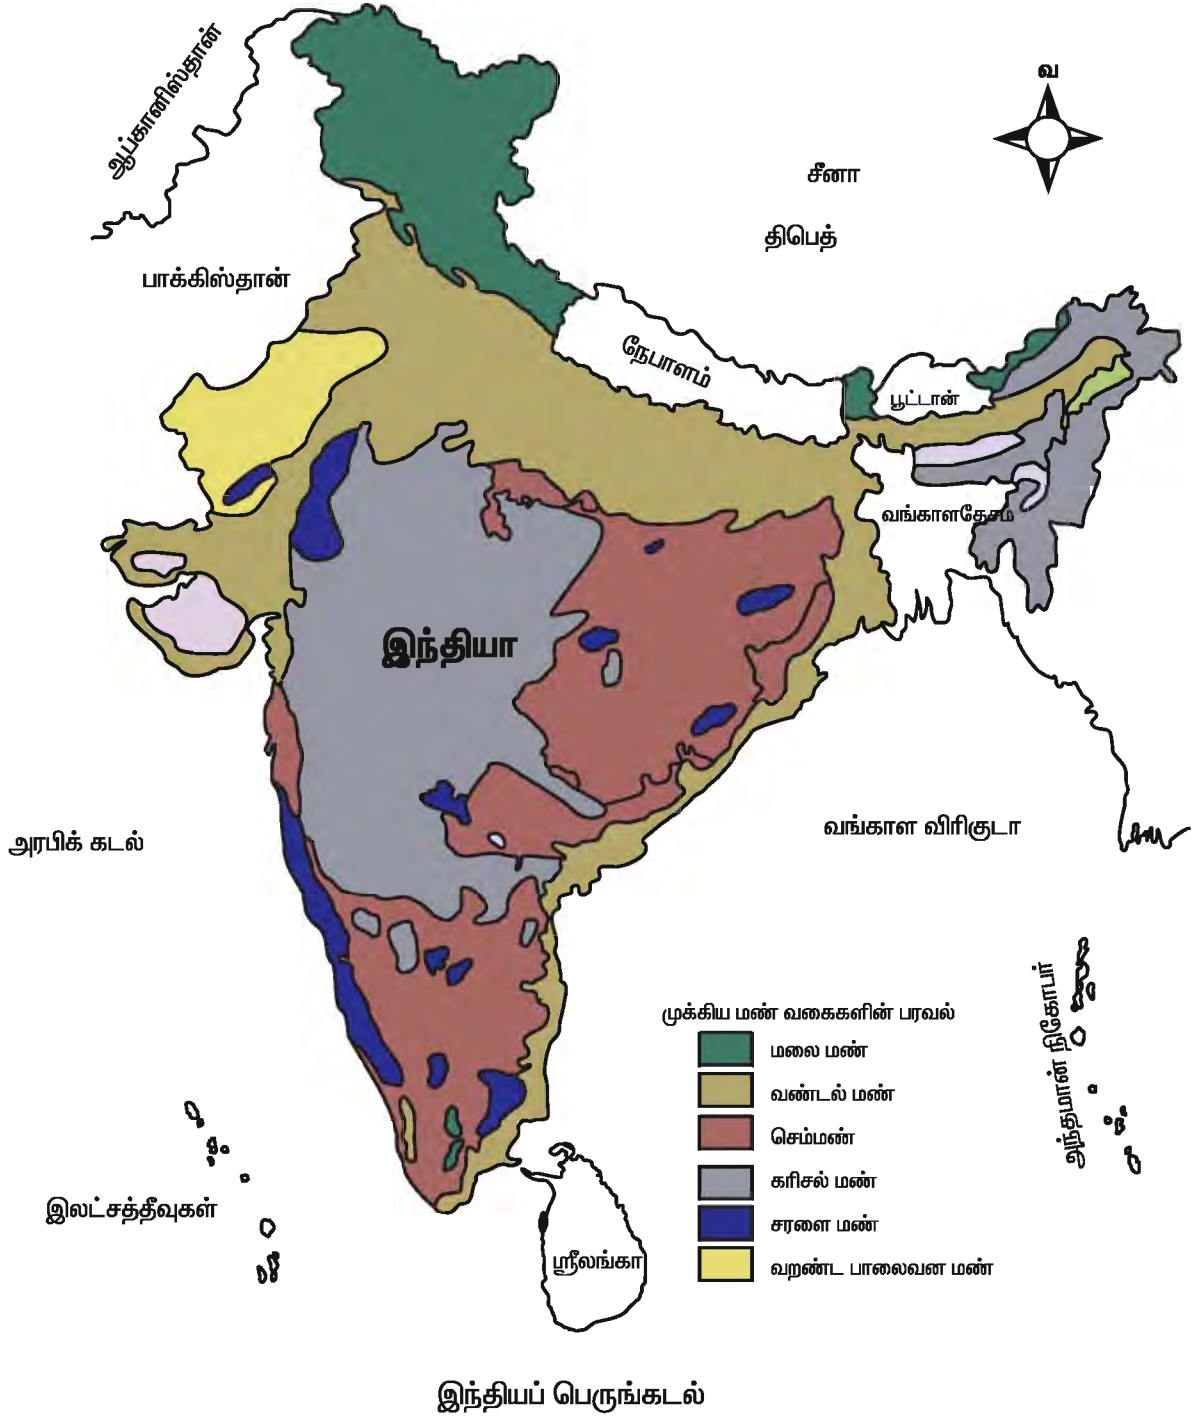 ஆப்கானிஸ்தான்
வ
சீனா
திபெத்
பாக்கிஸ்தான்
நேபாளம்
பூட்டான்
வங்காளதேசம்
இந்தியா
அரபிக் கடல்
வங்காள விரிகுடா
அந்தமான் நிகோபர்
முக்கிய மண் வகைகளின் பரவல்
மலை மண்
வண்டல் மண்
செம்மண்
கரிசல் மண்
சரளை மண்
வறண்ட பாலைவன மண்
இலட்சத்தீவுகள்
ஸ்ரீலங்கா
இந்தியப் பெருங்கடல்